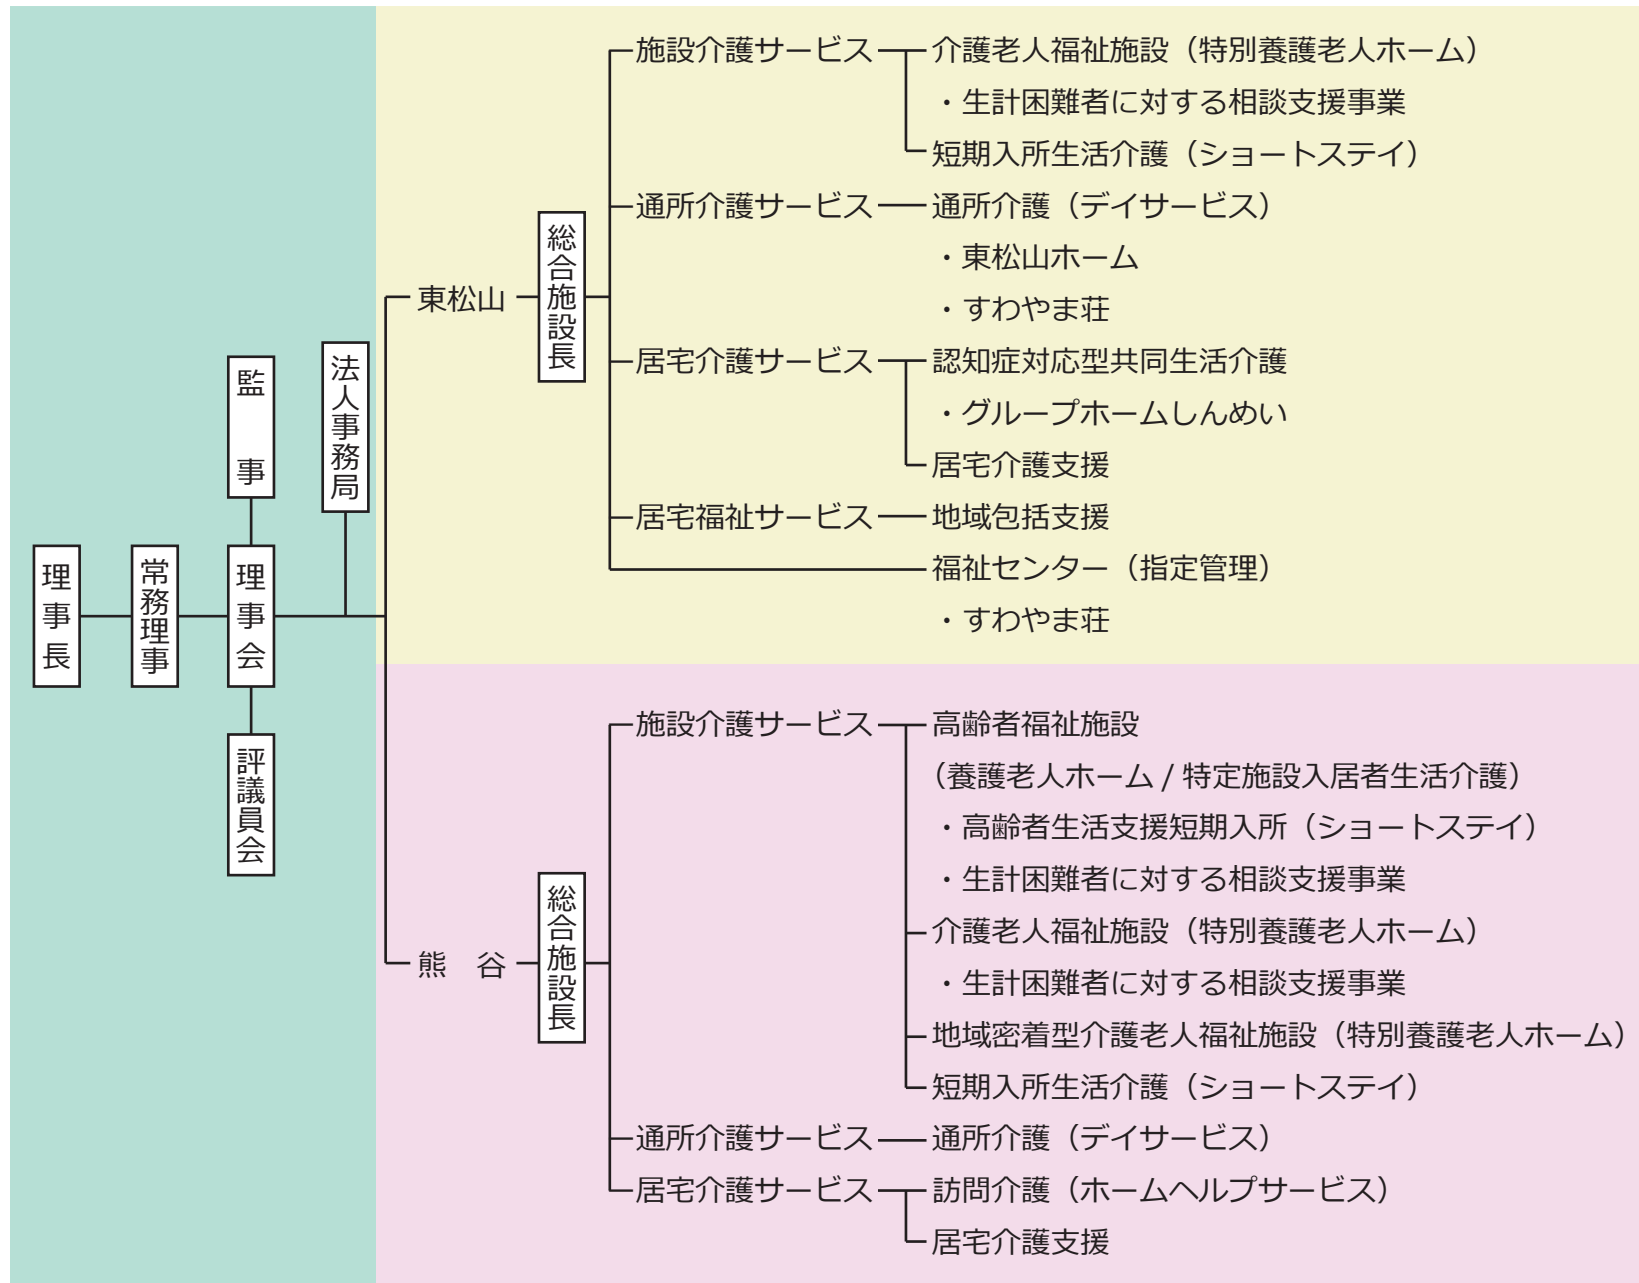 理事長
常務理事
監　事
理事会
評議員会
法人事務局
東松山
総合施設長
施設介護サービス
介護老人福祉施設（特別養護老人ホーム）
・生計困難者に対する相談支援事業
短期入所生活介護（ショートステイ）
通所介護サービス
通所介護（デイサービス）
・東松山ホーム
・すわやま荘
居宅介護サービス
認知症対応型共同生活介護
・グループホームしんめい
居宅介護支援
居宅福祉サービス
地域包括支援
福祉センター（指定管理）
・すわやま荘
熊　谷
総合施設長
施設介護サービス
高齢者福祉施設
（養護老人ホーム / 特定施設入居者生活介護）
・高齢者生活支援短期入所（ショートステイ）
・生計困難者に対する相談支援事業
介護老人福祉施設（特別養護老人ホーム）
・生計困難者に対する相談支援事業
地域密着型介護老人福祉施設（特別養護老人ホーム）
短期入所生活介護（ショートステイ）
通所介護サービス
通所介護（デイサービス）
居宅介護サービス
訪問介護（ホームヘルプサービス）
居宅介護支援